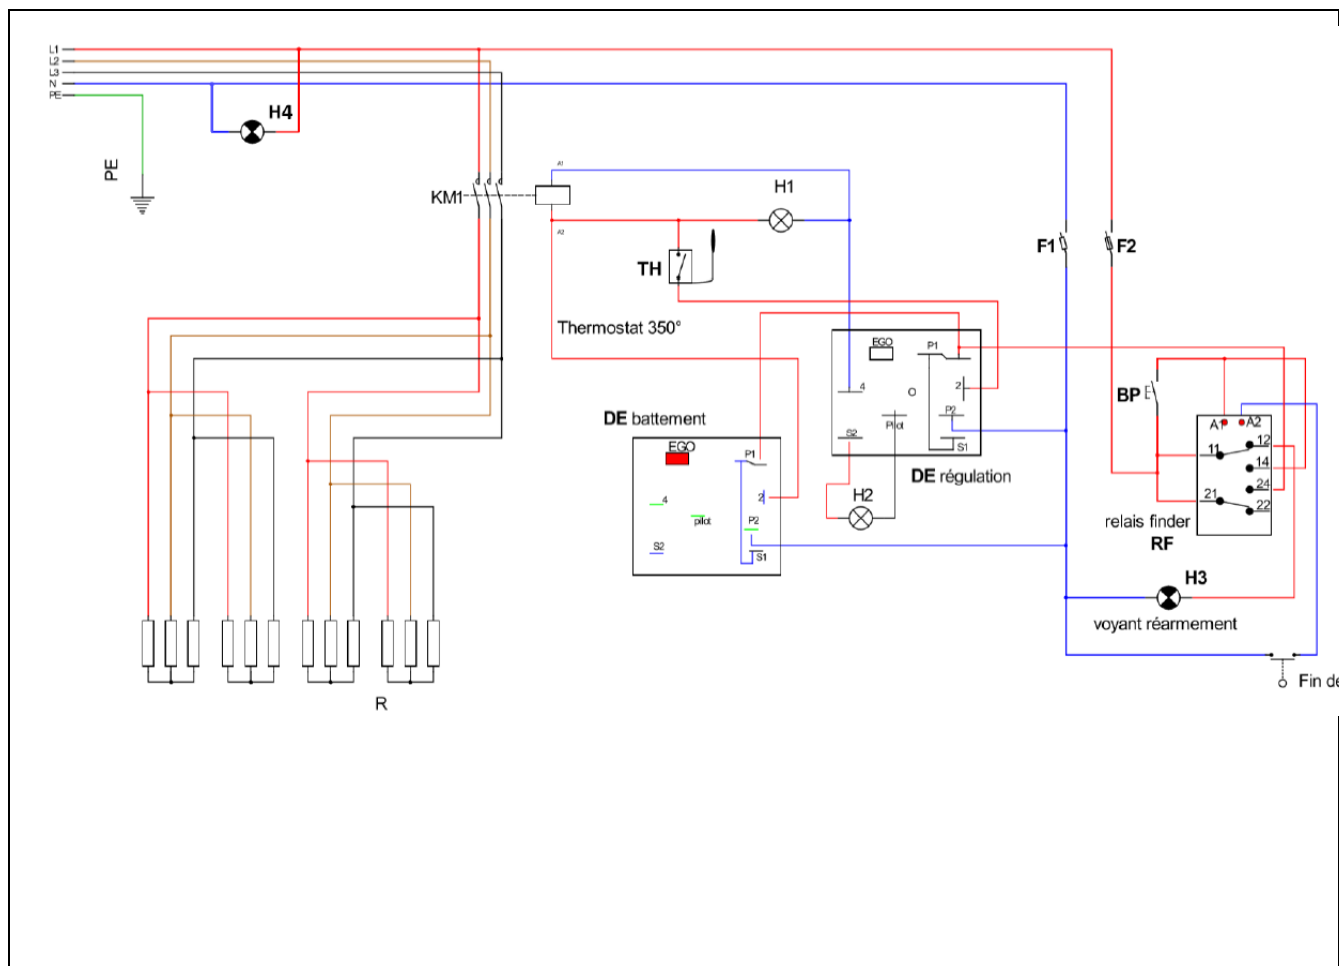 L1
L2
L3
N
PE
H4
PE
A1
KM1
H1
A2
TH
F1
F2
Thermostat 350°
EGO
P1
4
O
2
BP
DE battement
P2
Pilot
S2
S1
A1
A2
EGO
P1
11
12
14
DE régulation
4
2
H2
21
24
22
pilot
P2
relais finder
RF
S2
S1
H3
voyant réarmement
Fin de
R